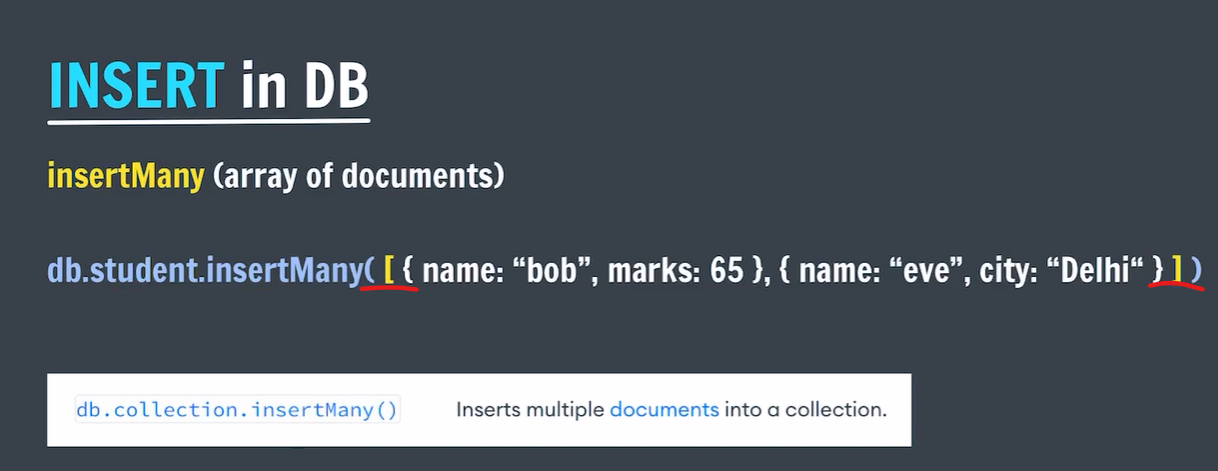 INSERT in DB
insertMany (array of documents)
db.student.insertMany( [ { name: “bob”, marks: 65 }, { name: “eve”, city: “Delhi“ } ] )
db.collection.insertMany() Inserts multiple documents into a collection.